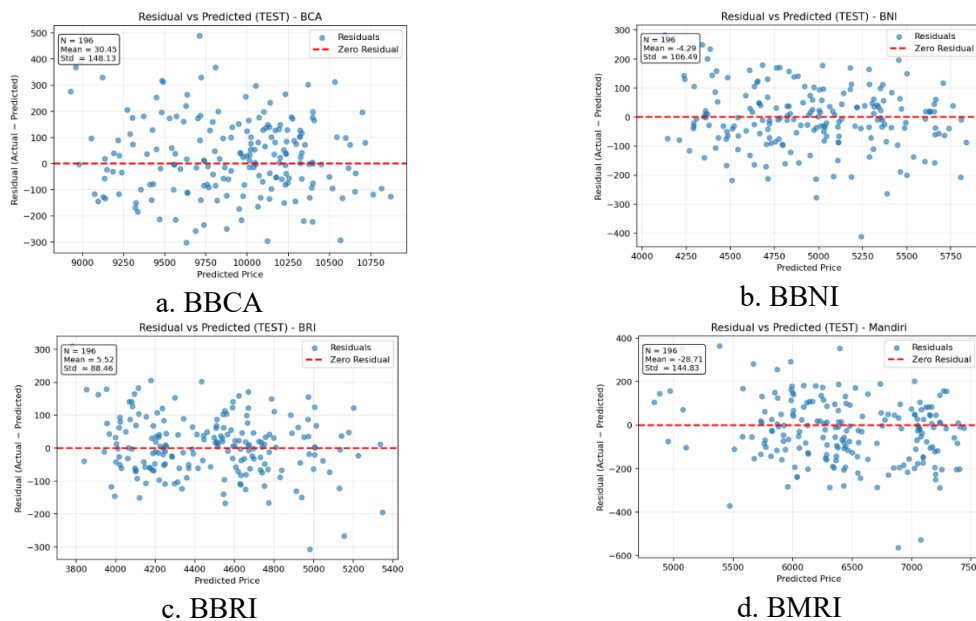 Residual vs Predicted (TEST) - BCA
N = 196
Mean = 30.45
Std = 148.13
Residuals
Zero Residual
Residual (Actual − Predicted)
500
400
300
200
100
0
−100
−200
−300
9000 9250 9500 9750 10000 10250 10500 10750
Predicted Price
a. BBCA
Residual vs Predicted (TEST) - BNI
N = 196
Mean = -4.29
Std = 106.49
Residuals
Zero Residual
Residual (Actual − Predicted)
300
200
100
0
−100
−200
−300
−400
4000 4250 4500 4750 5000 5250 5500 5750
Predicted Price
b. BBNI
Residual vs Predicted (TEST) - BRI
N = 196
Mean = 5.52
Std = 88.46
Residuals
Zero Residual
Residual (Actual − Predicted)
300
200
100
0
−100
−200
−300
3800 4000 4200 4400 4600 4800 5000 5200 5400
Predicted Price
c. BBRI
Residual vs Predicted (TEST) - Mandiri
N = 196
Mean = -28.71
Std = 144.83
Residuals
Zero Residual
Residual (Actual − Predicted)
400
200
0
−200
−400
−600
5000 5500 6000 6500 7000 750
Predicted Price
d. BMRI